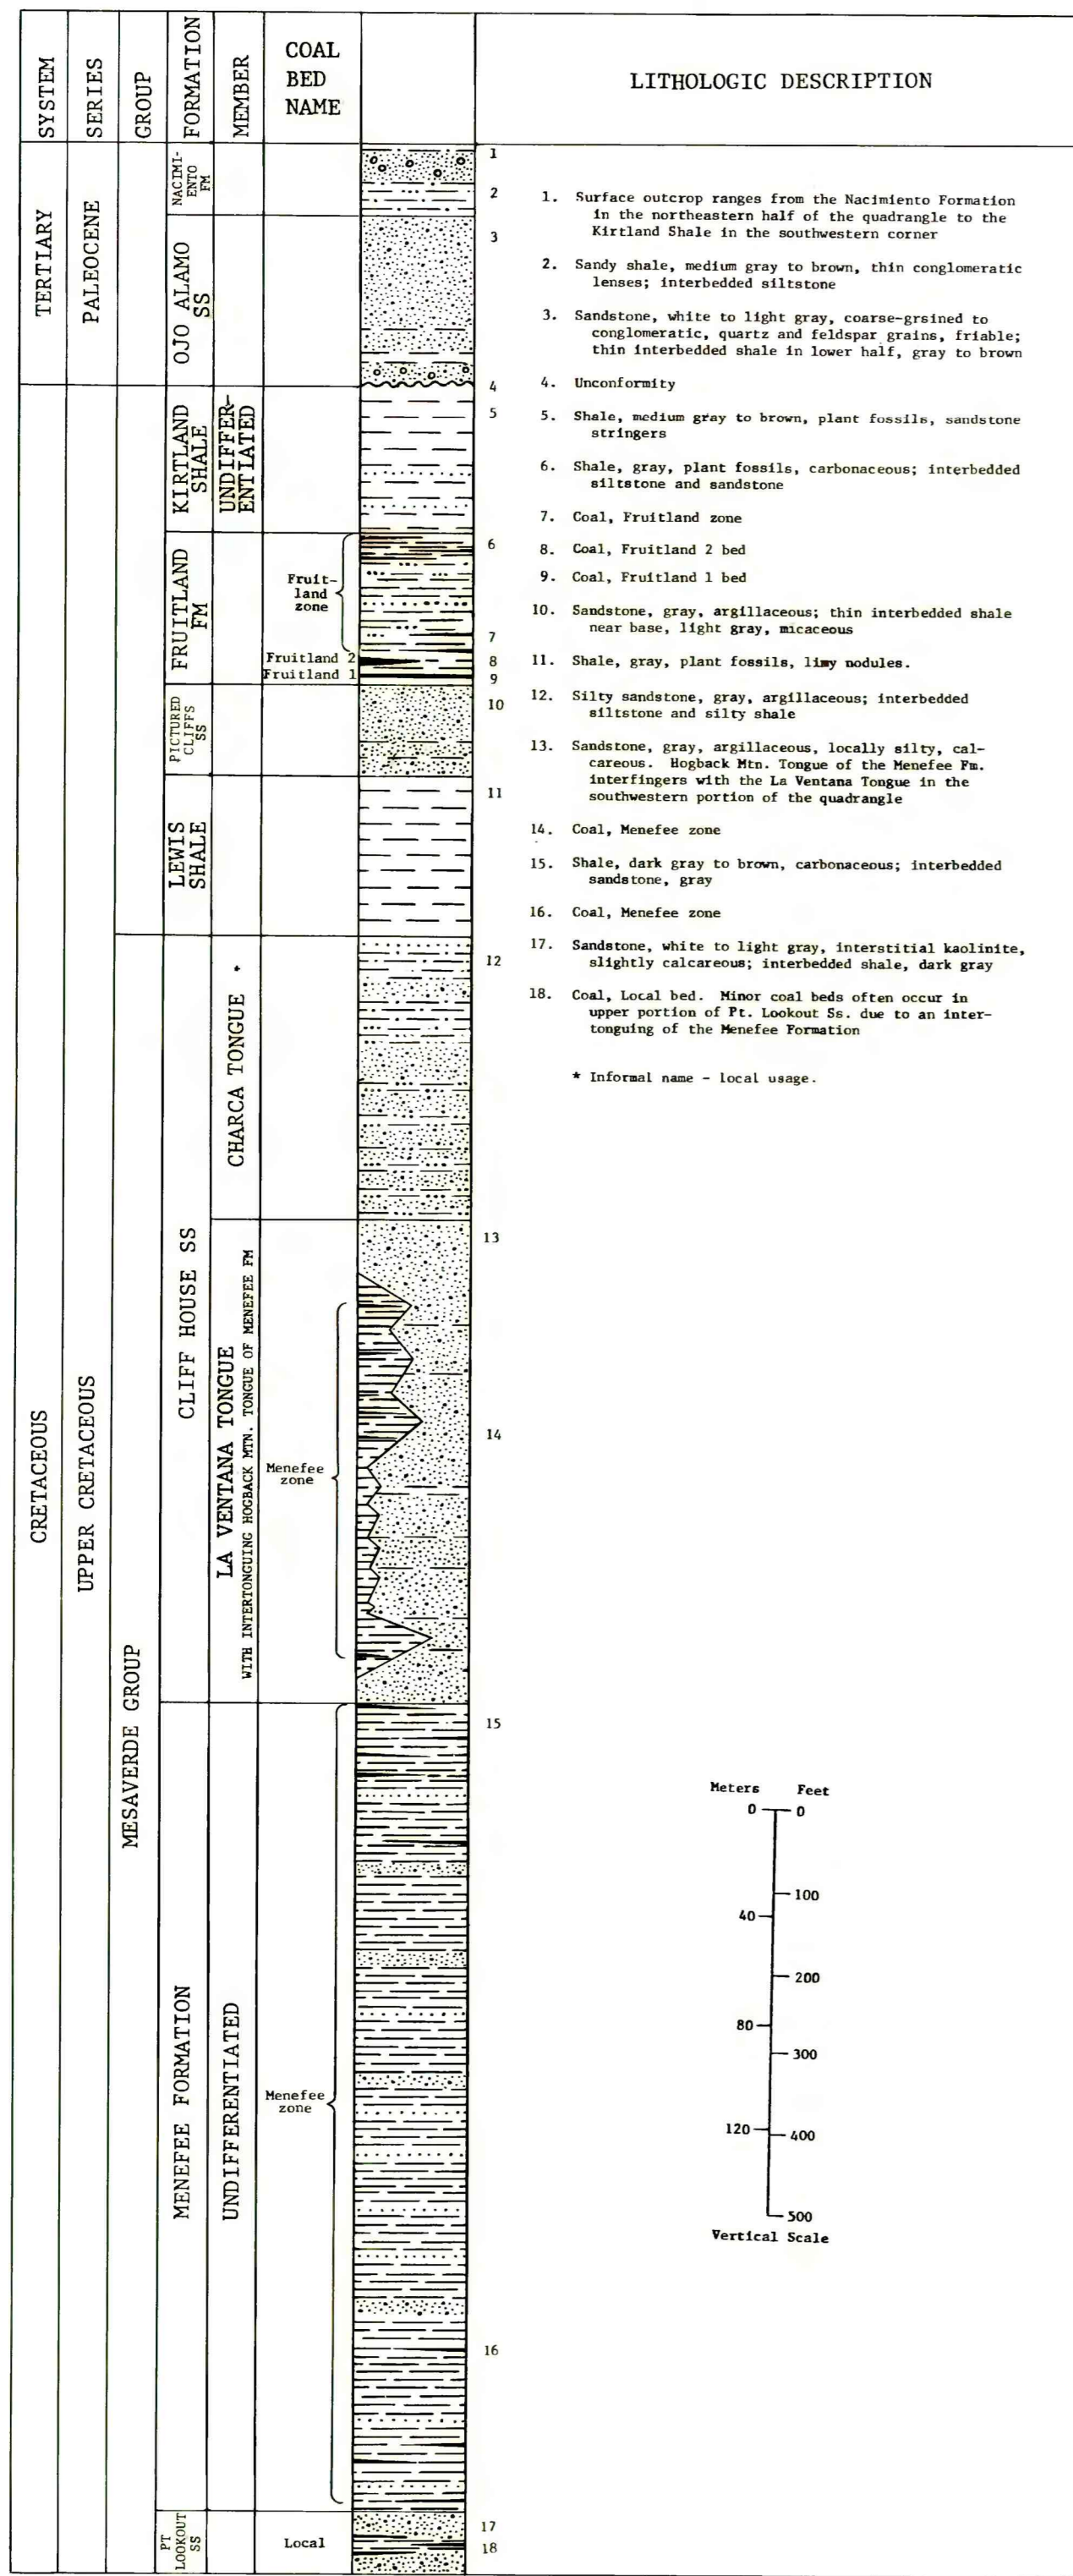 SYSTEM
SERIES
GROUP
FORMATION
MEMBER
COAL
BED
NAME
LITHOLOGIC DESCRIPTION
TERTIARY
PALEOCENE
NACIMI-
ENTO
FM
OJO ALAMO
SS
CRETACEOUS
UPPER CRETACEOUS
KIRTLAND
SHALE
UNDIFFER-
ENTIATED
FRUITLAND
FM
Fruit-
land
zone
Fruitland 2
Fruitland 1
PICTURED
CLIFFS
SS
LEWIS
SHALE
MESAVERDE GROUP
CLIFF HOUSE SS
CHARCA TONGUE *
LA VENTANA TONGUE
WITH INTERTONGUING HOGBACK MTN. TONGUE OF MENEFEE FM
Menefee
zone
MENEFEE FORMATION
UNDIFFERENTIATED
Menefee
zone
PT
LOOKOUT
SS
Local
1
2
3
4
5
6
7
8
9
10
11
12
13
14
15
16
17
18
1. Surface outcrop ranges from the Nacimiento Formation
in the northeastern half of the quadrangle to the
Kirtland Shale in the southwestern corner
2. Sandy shale, medium gray to brown, thin conglomeratic
lenses; interbedded siltstone
3. Sandstone, white to light gray, coarse-grsined to
conglomeratic, quartz and feldspar grains, friable;
thin interbedded shale in lower half, gray to brown
4. Unconformity
5. Shale, medium gray to brown, plant fossils, sandstone
stringers
6. Shale, gray, plant fossils, carbonaceous; interbedded
siltstone and sandstone
7. Coal, Fruitland zone
8. Coal, Fruitland 2 bed
9. Coal, Fruitland 1 bed
10. Sandstone, gray, argillaceous; thin interbedded shale
near base, light gray, micaceous
11. Shale, gray, plant fossils, limy nodules.
12. Silty sandstone, gray, argillaceous; interbedded
siltstone and silty shale
13. Sandstone, gray, argillaceous, locally silty, cal-
careous. Hogback Mtn. Tongue of the Menefee Fm.
interfingers with the La Ventana Tongue in the
southwestern portion of the quadrangle
14. Coal, Menefee zone
15. Shale, dark gray to brown, carbonaceous; interbedded
sandstone, gray
16. Coal, Menefee zone
17. Sandstone, white to light gray, interstitial kaolinite,
slightly calcareous; interbedded shale, dark gray
18. Coal, Local bed. Minor coal beds often occur in
upper portion of Pt. Lookout Ss. due to an inter-
tonguing of the Menefee Formation
* Informal name - local usage.
Meters Feet
0 0
100
40
200
80
300
120
400
500
Vertical Scale